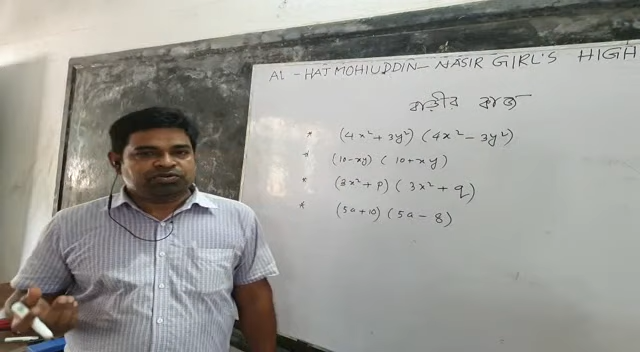 AL - HAJ MOHIUDDIN - NASIR GIRL'S HIGH
বাড়ীর কাজ
* (4x² + 3y²) (4x² - 3y²)
* (10 - xy) (10 + xy)
* (3x² + p) (3x² + q)
* (5a + 10) (5a - 8)